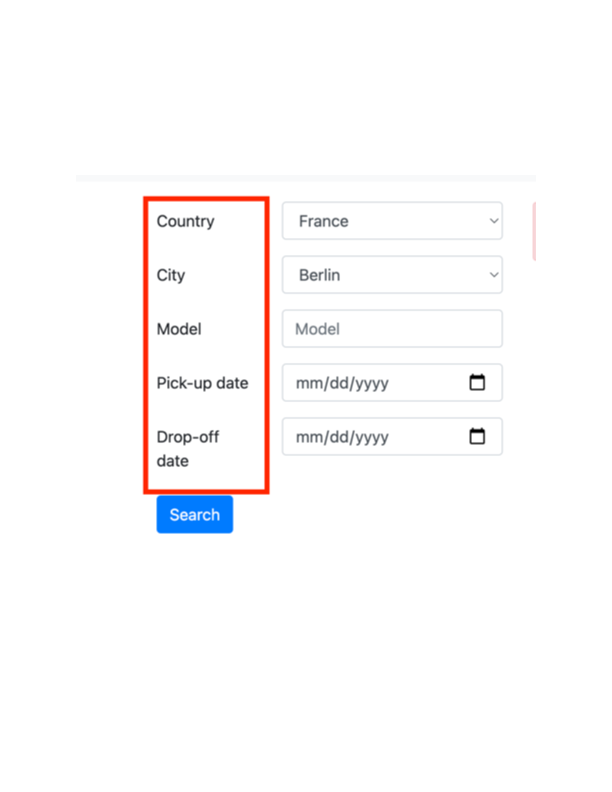 Country
France
City
Berlin
Model
Model
Pick-up date
mm/dd/yyyy
Drop-off
date
mm/dd/yyyy
Search